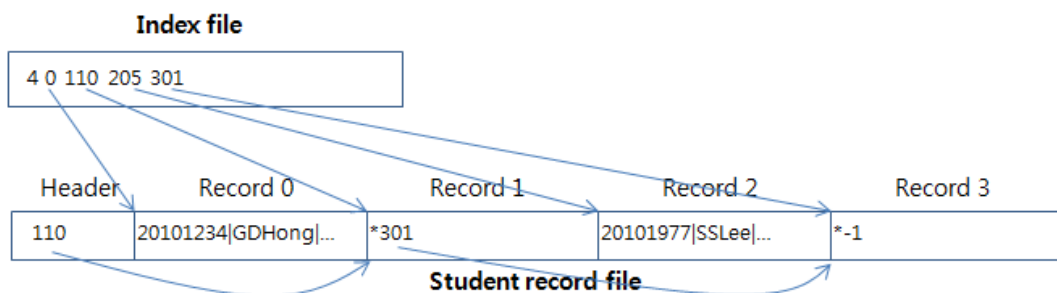 Index file
4 0 110 205 301
Header Record 0 Record 1 Record 2 Record 3
110 20101234|GDHong|... *301 20101977|SSLee|... *-1
Student record file